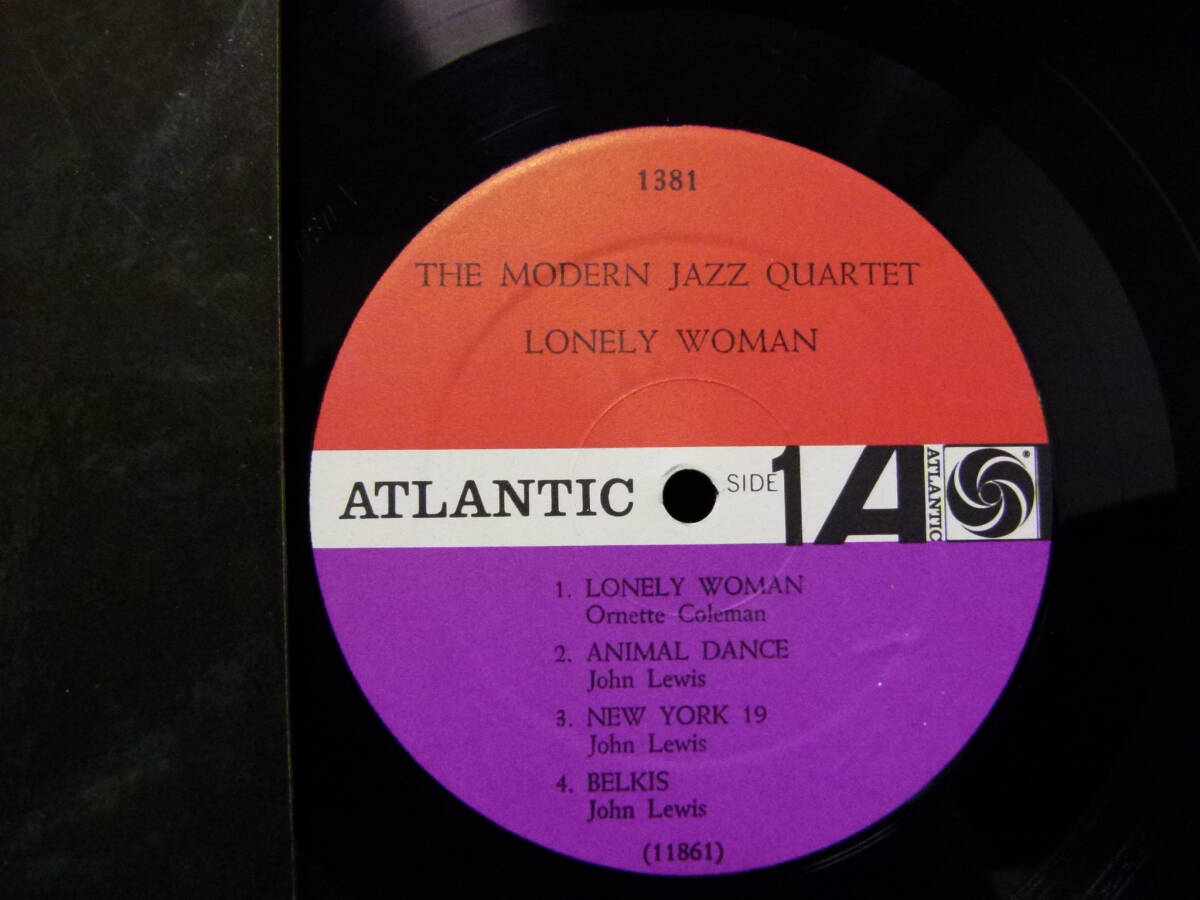 1381
THE MODERN JAZZ QUARTET
LONELY WOMAN
ATLANTIC SIDE 1 A ATLANTIC ®
1. LONELY WOMAN
Ornette Coleman
2. ANIMAL DANCE
John Lewis
3. NEW YORK 19
John Lewis
4. BELKIS
John Lewis
(11861)